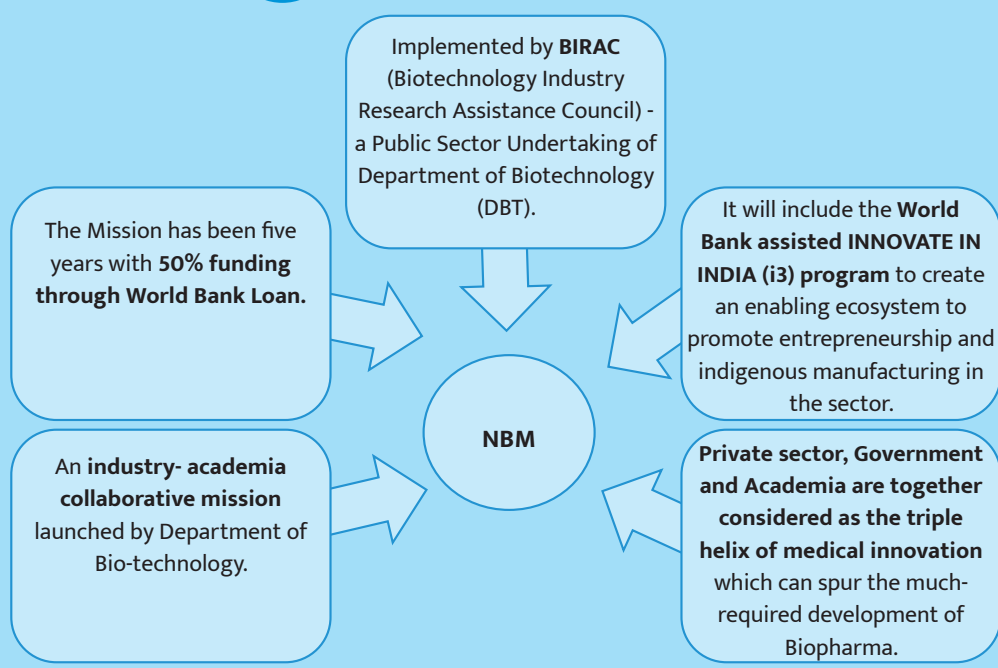 Implemented by BIRAC
(Biotechnology Industry
Research Assistance Council) -
a Public Sector Undertaking of
Department of Biotechnology
(DBT).
The Mission has been five
years with 50% funding
through World Bank Loan.
It will include the World
Bank assisted INNOVATE IN
INDIA (i3) program to create
an enabling ecosystem to
promote entrepreneurship and
indigenous manufacturing in
the sector.
NBM
An industry- academia
collaborative mission
launched by Department of
Bio-technology.
Private sector, Government
and Academia are together
considered as the triple
helix of medical innovation
which can spur the much-
required development of
Biopharma.